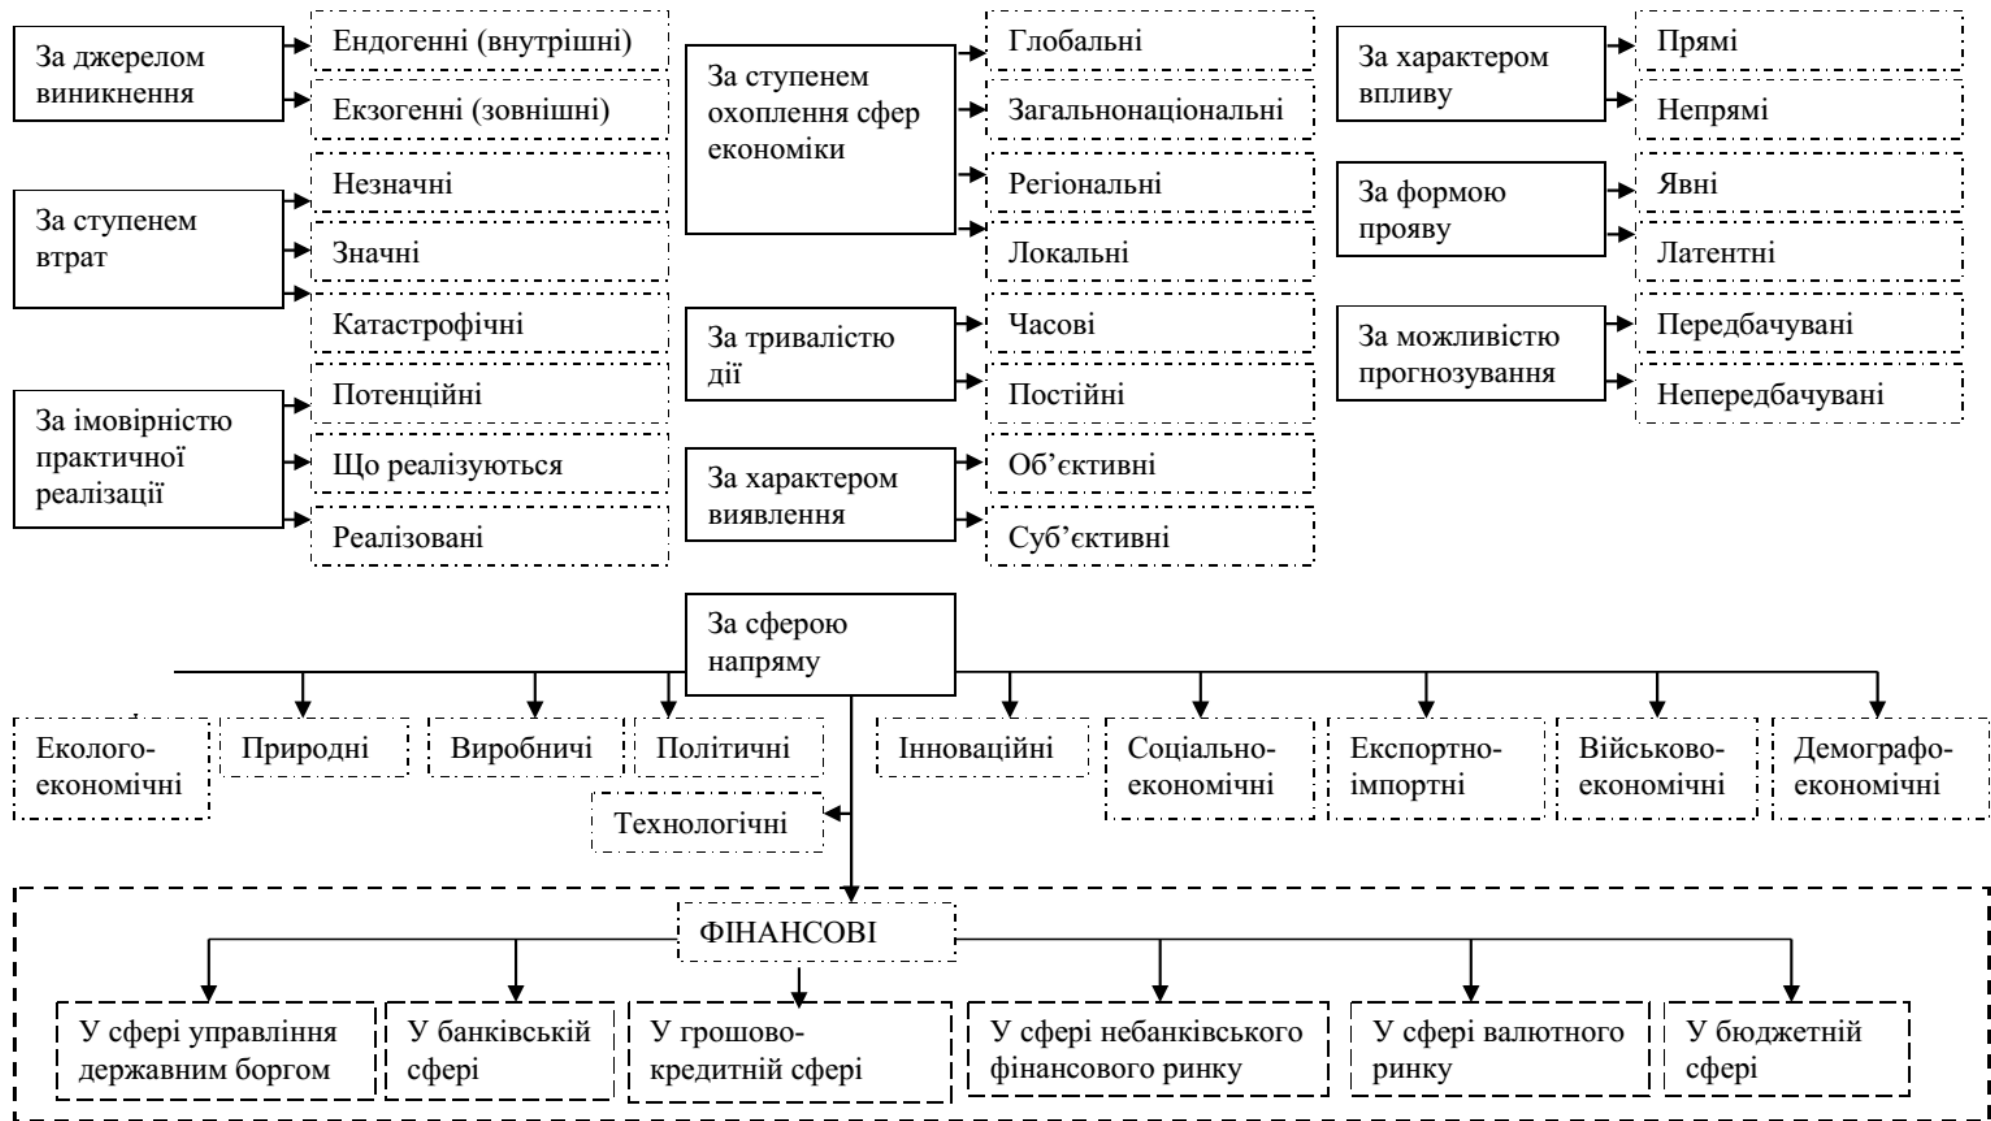 За джерелом
виникнення
Ендогенні (внутрішні)
Екзогенні (зовнішні)
За ступенем
втрат
Незначні
Значні
Катастрофічні
За імовірністю
практичної
реалізації
Потенційні
Що реалізуються
Реалізовані
За ступенем
охоплення сфер
економіки
Глобальні
Загальнонаціональні
Регіональні
Локальні
За тривалістю
дії
Часові
Постійні
За характером
виявлення
Об’єктивні
Суб’єктивні
За характером
впливу
Прямі
Непрямі
За формою
прояву
Явні
Латентні
За можливістю
прогнозування
Передбачувані
Непередбачувані
За сферою
напряму
Еколого-
економічні
Природні
Виробничі
Політичні
Технологічні
Інноваційні
Соціально-
економічні
Експортно-
імпортні
Військово-
економічні
Демографо-
економічні
ФІНАНСОВІ
У сфері управління
державним боргом
У банківській
сфері
У грошово-
кредитній сфері
У сфері небанківського
фінансового ринку
У сфері валютного
ринку
У бюджетній
сфері